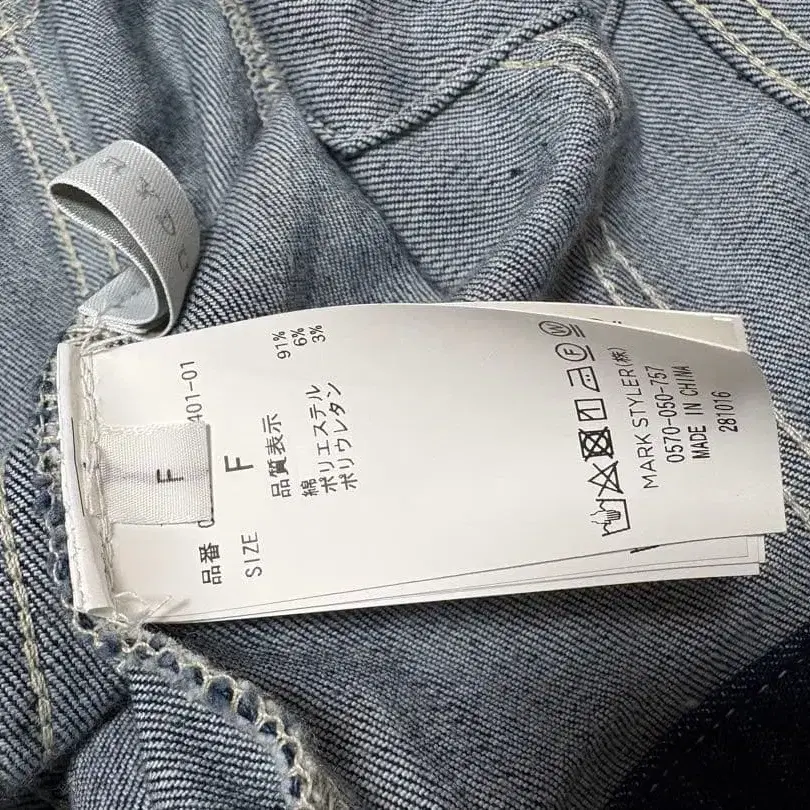 品番 401-01
SIZE F
F
品質表示
綿 91%
ポリエステル 6%
ポリウレタン 3%
MARK STYLER(株)
0570-050-757
MADE IN CHINA
281016